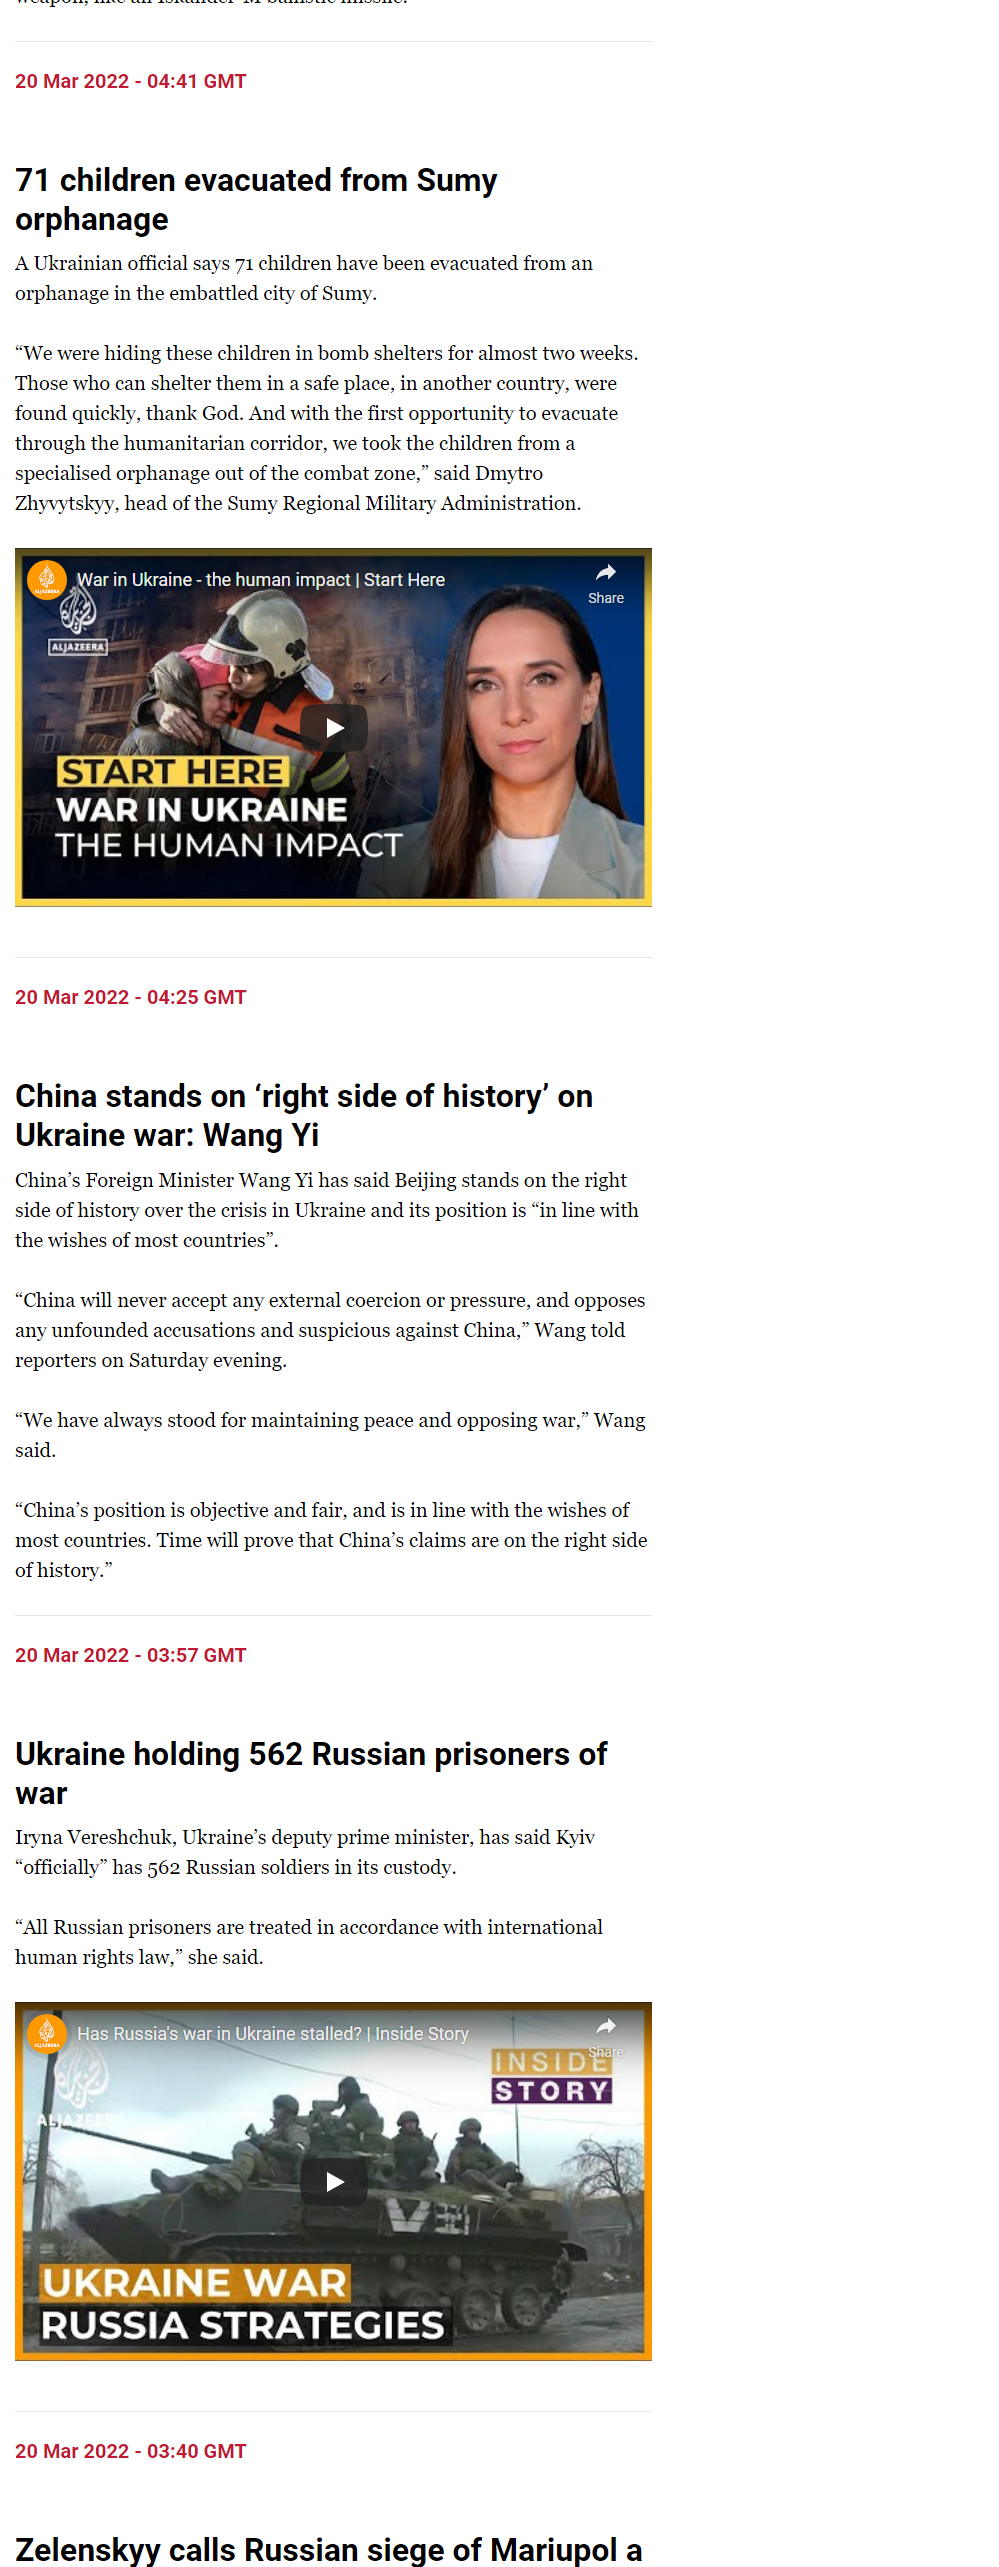 20 Mar 2022 - 04:41 GMT
71 children evacuated from Sumy
orphanage
A Ukrainian official says 71 children have been evacuated from an
orphanage in the embattled city of Sumy.
“We were hiding these children in bomb shelters for almost two weeks.
Those who can shelter them in a safe place, in another country, were
found quickly, thank God. And with the first opportunity to evacuate
through the humanitarian corridor, we took the children from a
specialised orphanage out of the combat zone,” said Dmytro
Zhyvytskyy, head of the Sumy Regional Military Administration.
War in Ukraine - the human impact | Start Here
Share
ALJAZEERA
ALJAZEERA
START HERE
WAR IN UKRAINE
THE HUMAN IMPACT
20 Mar 2022 - 04:25 GMT
China stands on ‘right side of history’ on
Ukraine war: Wang Yi
China’s Foreign Minister Wang Yi has said Beijing stands on the right
side of history over the crisis in Ukraine and its position is “in line with
the wishes of most countries”.
“China will never accept any external coercion or pressure, and opposes
any unfounded accusations and suspicious against China,” Wang told
reporters on Saturday evening.
“We have always stood for maintaining peace and opposing war,” Wang
said.
“China’s position is objective and fair, and is in line with the wishes of
most countries. Time will prove that China’s claims are on the right side
of history.”
20 Mar 2022 - 03:57 GMT
Ukraine holding 562 Russian prisoners of
war
Iryna Vereshchuk, Ukraine’s deputy prime minister, has said Kyiv
“officially” has 562 Russian soldiers in its custody.
“All Russian prisoners are treated in accordance with international
human rights law,” she said.
Has Russia's war in Ukraine stalled? | Inside Story
Share
ALJAZEERA
INSIDE
STORY
ALJAZEERA
V
UKRAINE WAR
RUSSIA STRATEGIES
20 Mar 2022 - 03:40 GMT
Zelenskyy calls Russian siege of Mariupol a